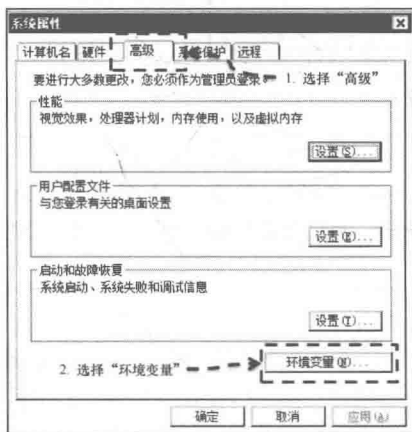 系统属性
计算机名 硬件 高级 系统保护 远程
要进行大多数更改，您必须作为管理员登录。 1. 选择“高级”
性能
视觉效果，处理器计划，内存使用，以及虚拟内存
设置(S)...
用户配置文件
与您登录有关的桌面设置
设置(E)...
启动和故障恢复
系统启动、系统失败和调试信息
设置(T)...
2. 选择“环境变量” 环境变量(N)...
确定 取消 应用(A)